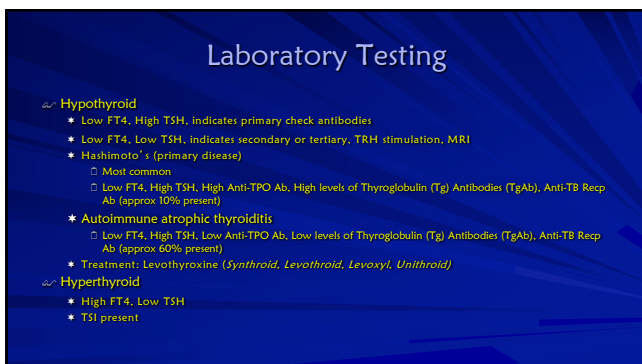 Laboratory Testing
Hypothyroid
Low FT4, High TSH, indicates primary check antibodies
Low FT4, Low TSH, indicates secondary or tertiary, TRH stimulation, MRI
Hashimoto's (primary disease)
Most common
Low FT4, High TSH, High Anti-TPO Ab, High levels of Thyroglobulin (Tg) Antibodies (TgAb), Anti-TB Recp
Ab (approx 10% present)
Autoimmune atrophic thyroiditis
Low FT4, High TSH, Low Anti-TPO Ab, Low levels of Thyroglobulin (Tg) Antibodies (TgAb), Anti-TB Recp
Ab (approx 60% present)
Treatment: Levothyroxine (Synthroid, Levothroid, Levoxyl, Unithroid)
Hyperthyroid
High FT4, Low TSH
TSI present